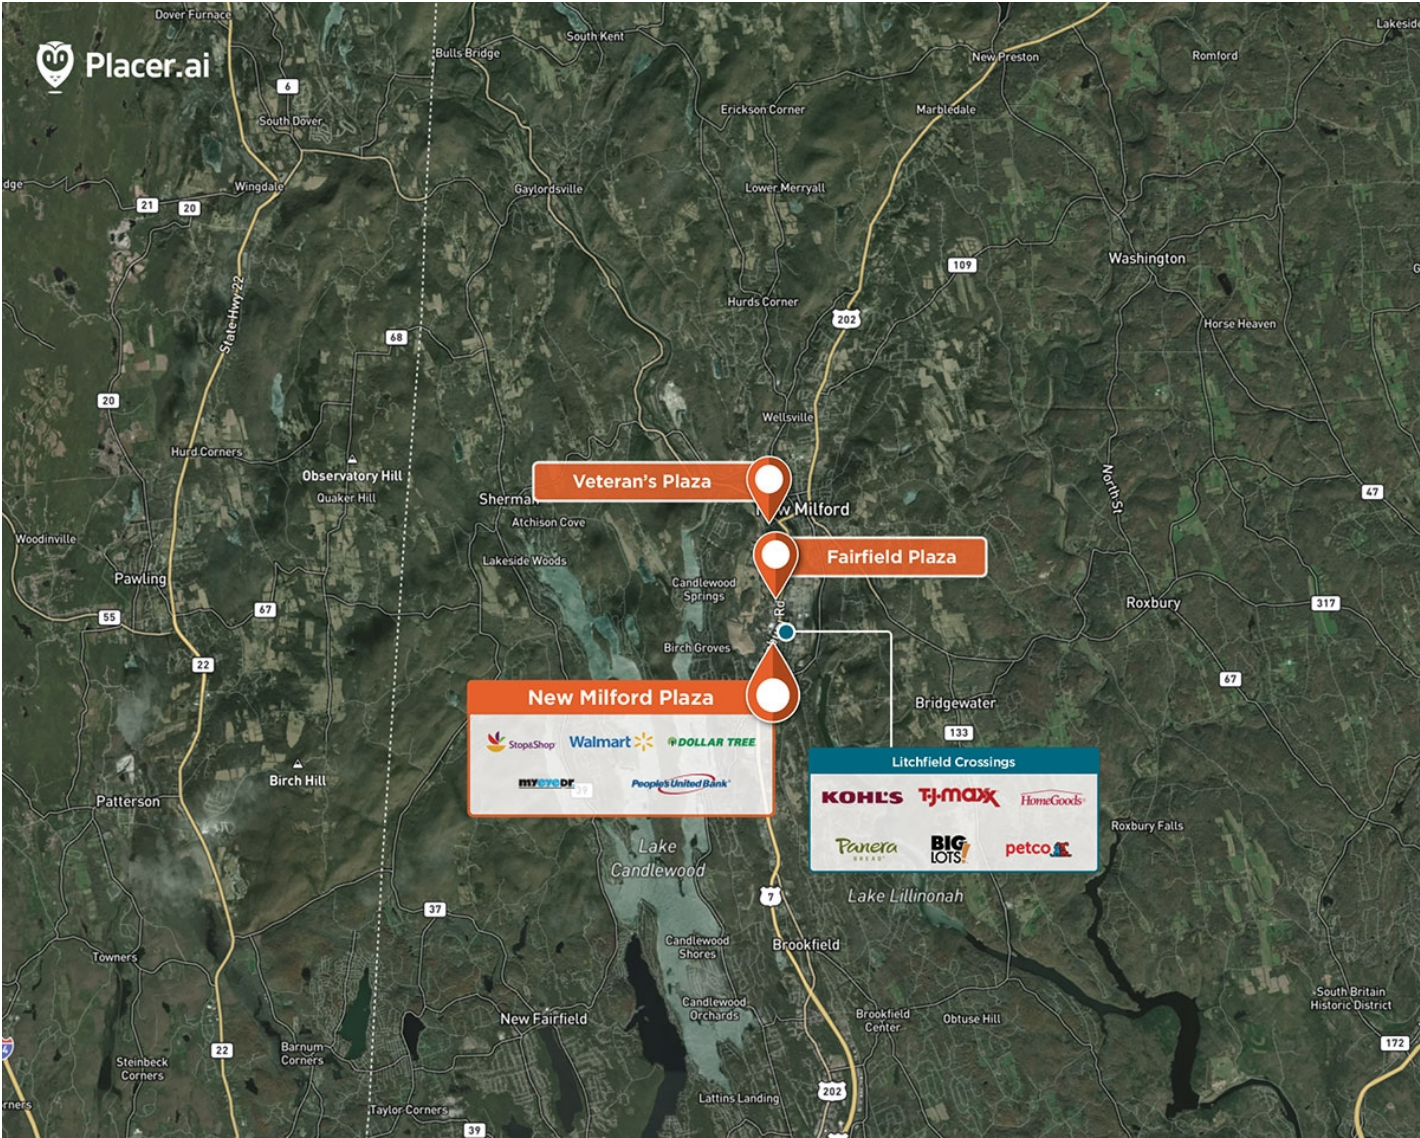 Dover Furnace
Lakeside
South Kent
Bulls Bridge
New Preston
Romford
Placer.ai
6
Erickson Corner
Marbledale
South Dover
dge
Wingdale
Gaylordsville
Lower Merryall
21
20
Washington
109
Hurds Corner
202
Horse Heaven
State Hwy 22
68
20
Wellsville
Hurd Corners
Observatory Hill
Quaker Hill
Veteran's Plaza
North St
47
Sherman
New Milford
Atchison Cove
Woodinville
Lakeside Woods
Fairfield Plaza
Pawling
Candlewood
Springs
Roxbury
317
55
67
Rd
Birch Groves
22
67
New Milford Plaza
Bridgewater
133
Stop&Shop
Walmart
DOLLAR TREE
Litchfield Crossings
Birch Hill
myeyedr
39
People's United Bank
KOHL'S
T·J·maxx
HomeGoods
Patterson
Roxbury Falls
Panera
BREAD
BIG
LOTS!
petco
Lake
Candlewood
Lake Lillinonah
7
37
Candlewood
Shores
Brookfield
Towners
South Britain
Historic District
Candlewood
Orchards
New Fairfield
Brookfield
Center
Obtuse Hill
22
Barnum
Corners
172
Steinbeck
Corners
202
Lattins Landing
rners
Taylor Corners
39